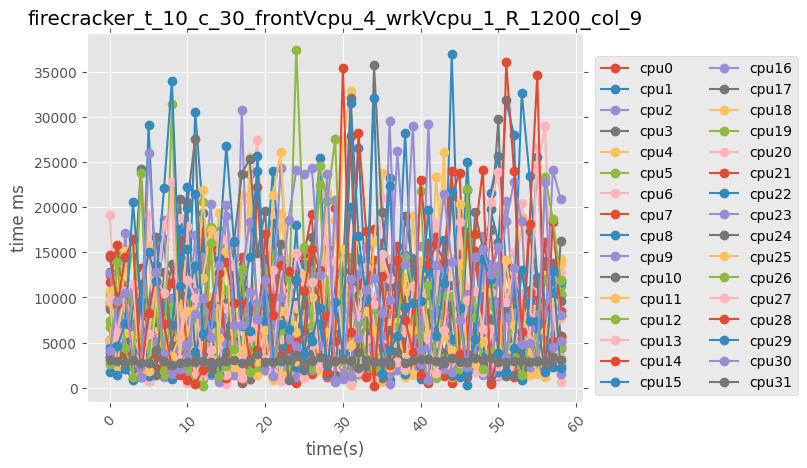 firecracker_t_10_c_30_frontVcpu_4_wrkVcpu_1_R_1200_col_9
time ms
35000
30000
25000
20000
15000
10000
5000
0
0
10
20
30
40
50
60
time(s)
cpu0
cpu1
cpu2
cpu3
cpu4
cpu5
cpu6
cpu7
cpu8
cpu9
cpu10
cpu11
cpu12
cpu13
cpu14
cpu15
cpu16
cpu17
cpu18
cpu19
cpu20
cpu21
cpu22
cpu23
cpu24
cpu25
cpu26
cpu27
cpu28
cpu29
cpu30
cpu31